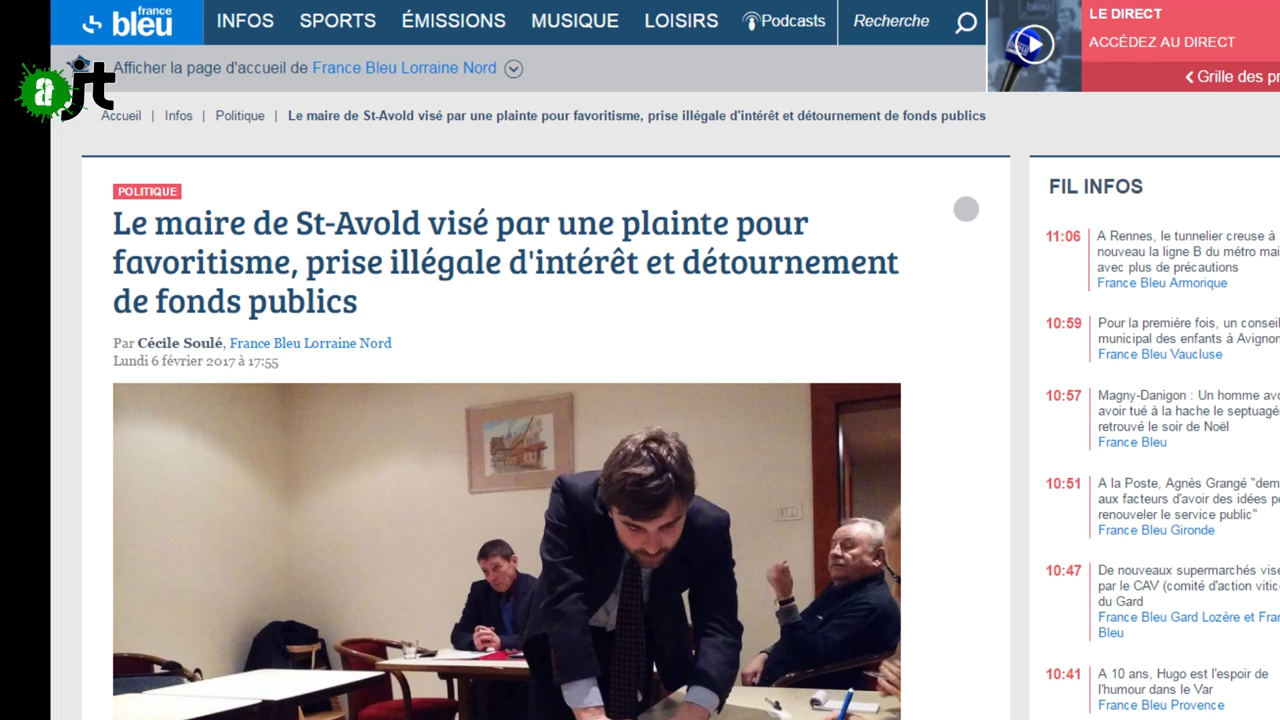 france
bleu
INFOS SPORTS ÉMISSIONS MUSIQUE LOISIRS Podcasts Recherche
LE DIRECT
ACCÉDEZ AU DIRECT
Grille des pr
a jt
Afficher la page d'accueil de France Bleu Lorraine Nord
Accueil | Infos | Politique | Le maire de St-Avold visé par une plainte pour favoritisme, prise illégale d'intérêt et détournement de fonds publics
POLITIQUE
Le maire de St-Avold visé par une plainte pour
favoritisme, prise illégale d'intérêt et détournement
de fonds publics
Par Cécile Soulé, France Bleu Lorraine Nord
Lundi 6 février 2017 à 17:55
FIL INFOS
11:06 A Rennes, le tunnelier creuse à
nouveau la ligne B du métro mai
avec plus de précautions
France Bleu Armorique
10:59 Pour la première fois, un conseil
municipal des enfants à Avignon
France Bleu Vaucluse
10:57 Magny-Danigon : Un homme avo
avoir tué à la hache le septuagé
retrouvé le soir de Noël
France Bleu
10:51 A la Poste, Agnès Grangé "dem
aux facteurs d'avoir des idées po
renouveler le service public"
France Bleu Gironde
10:47 De nouveaux supermarchés visé
par le CAV (comité d'action vitic
du Gard
France Bleu Gard Lozère et Fran
Bleu
10:41 A 10 ans, Hugo est l'espoir de
l'humour dans le Var
France Bleu Provence